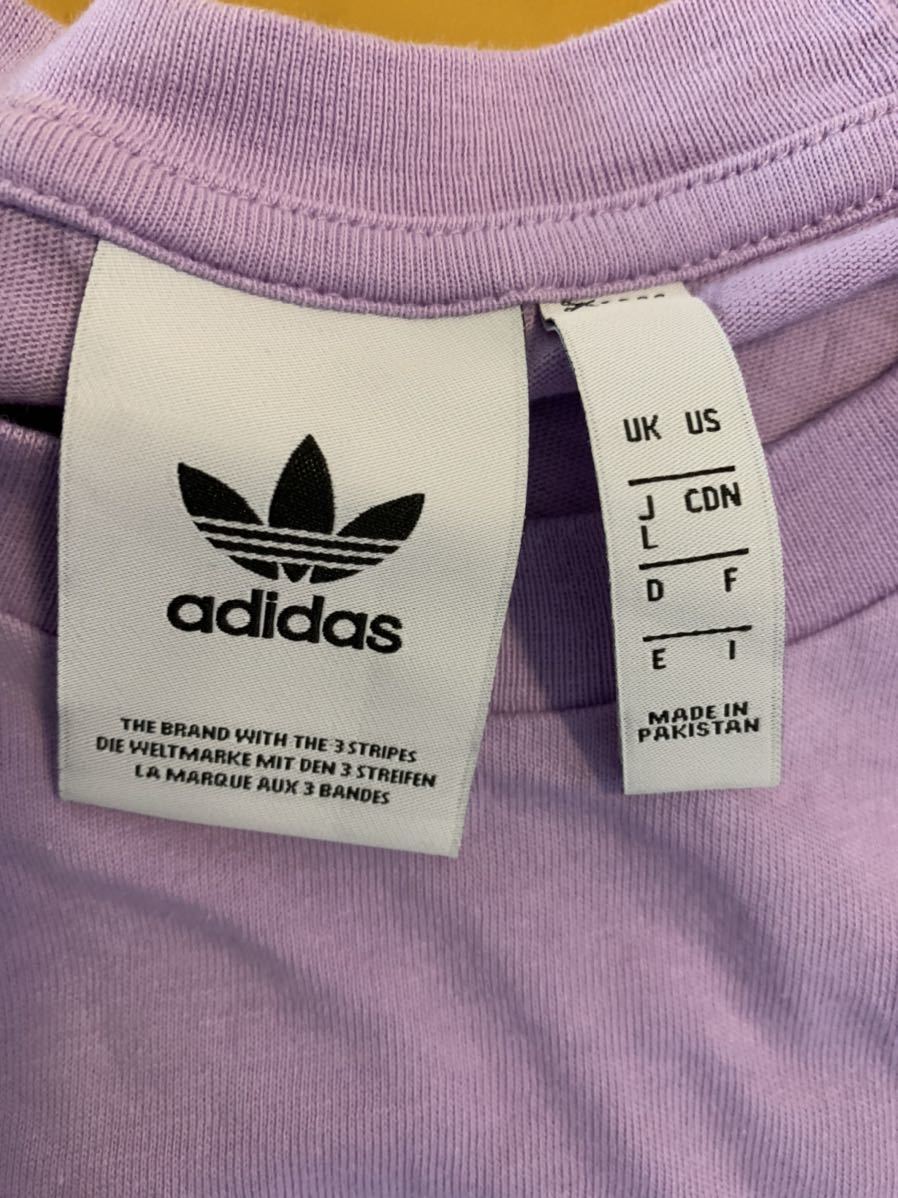 adidas
THE BRAND WITH THE 3 STRIPES
DIE WELTMARKE MIT DEN 3 STREIFEN
LA MARQUE AUX 3 BANDES
UK US
J CDN
L
D F
E I
MADE IN
PAKISTAN